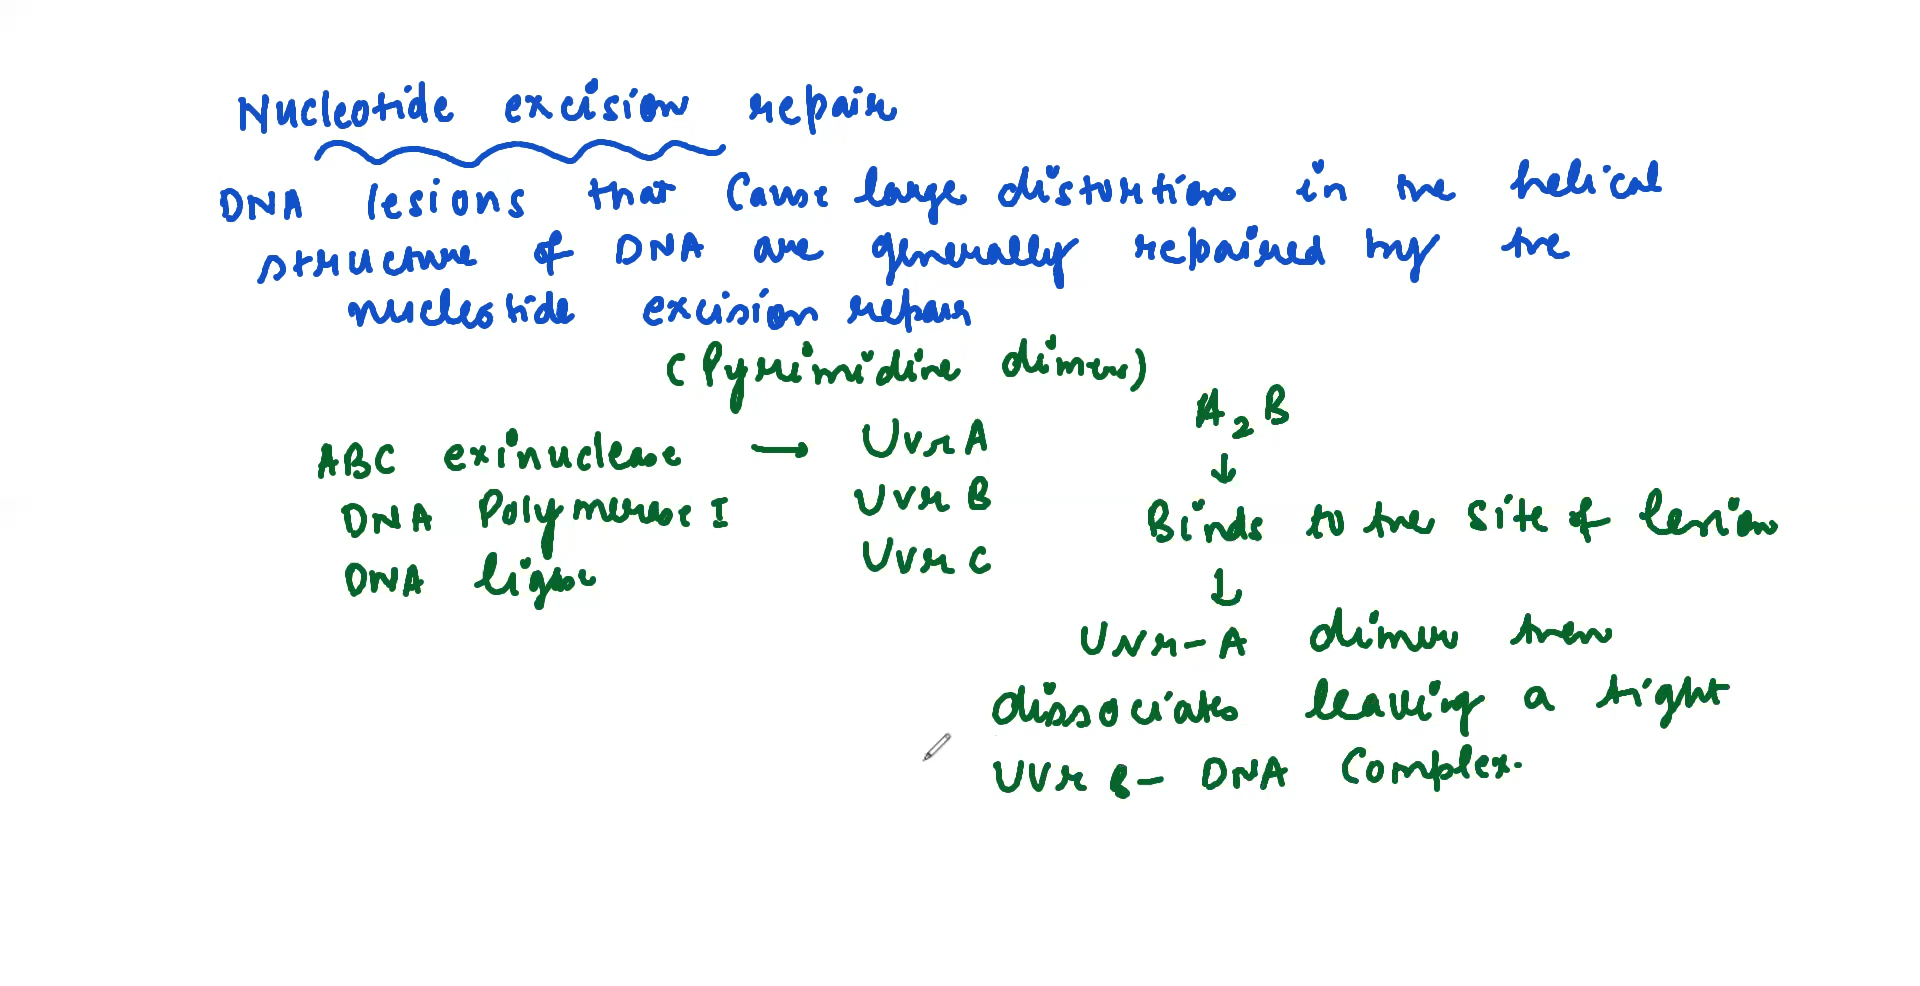 Nucleotide excision repair
DNA lesions that cause large distortions in the helical
structure of DNA are generally repaired by the
nucleotide excision repair
(Pyrimidine dimers)
ABC exinuclease → UvrA
DNA Polymerase I UvrB
DNA ligase UvrC
A₂B
↓
Binds to the site of lesion
↓
Uvr-A dimer then
dissociates leaving a tight
UVr B- DNA Complex.